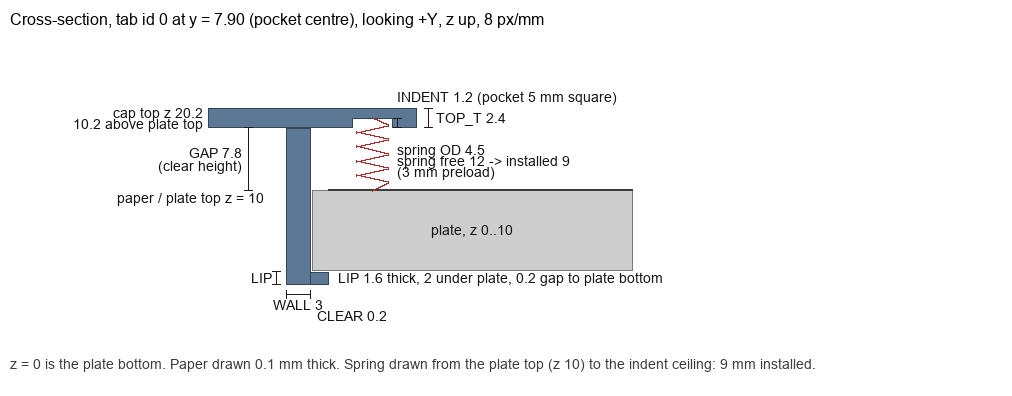 Cross-section, tab id 0 at y = 7.90 (pocket centre), looking +Y, z up, 8 px/mm
INDENT 1.2 (pocket 5 mm square)
cap top z 20.2
TOP_T 2.4
10.2 above plate top
GAP 7.8
(clear height)
spring OD 4.5
spring free 12 -> installed 9
(3 mm preload)
paper / plate top z = 10
plate, z 0..10
LIP
LIP 1.6 thick, 2 under plate, 0.2 gap to plate bottom
WALL 3
CLEAR 0.2
z = 0 is the plate bottom. Paper drawn 0.1 mm thick. Spring drawn from the plate top (z 10) to the indent ceiling: 9 mm installed.